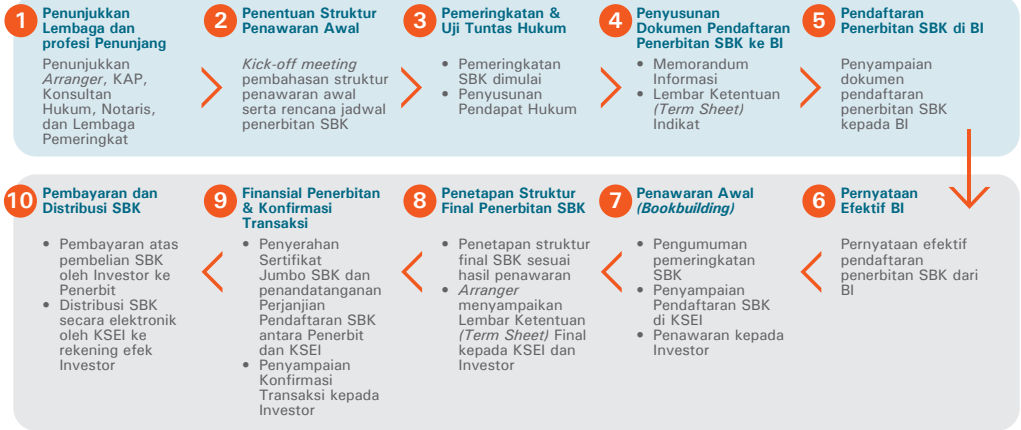 1
Penunjukkan
Lembaga dan
profesi Penunjang
Penunjukkan
Arranger, KAP,
Konsultan
Hukum, Notaris,
dan Lembaga
Pemeringkat
2
Penentuan Struktur
Penawaran Awal
Kick-off meeting
pembahasan struktur
penawaran awal
serta rencana jadwal
penerbitan SBK
3
Pemeringkatan &
Uji Tuntas Hukum
• Pemeringkatan
SBK dimulai
• Penyusunan
Pendapat Hukum
4
Penyusunan
Dokumen Pendaftaran
Penerbitan SBK ke BI
• Memorandum
Informasi
• Lembar Ketentuan
(Term Sheet)
Indikat
5
Pendaftaran
Penerbitan SBK di BI
Penyampaian
dokumen
pendaftaran
penerbitan SBK
kepada BI
6
Pernyataan
Efektif BI
Pernyataan efektif
pendaftaran
penerbitan SBK dari
BI
7
Penawaran Awal
(Bookbuilding)
• Pengumuman
pemeringkatan
SBK
• Penyampaian
Pendaftaran SBK
di KSEI
• Penawaran kepada
Investor
8
Penetapan Struktur
Final Penerbitan SBK
• Penetapan struktur
final SBK sesuai
hasil penawaran
• Arranger
menyampaikan
Lembar Ketentuan
(Term Sheet) Final
kepada KSEI dan
Investor
9
Finansial Penerbitan
& Konfirmasi
Transaksi
• Penyerahan
Sertifikat
Jumbo SBK dan
penandatanganan
Perjanjian
Pendaftaran SBK
antara Penerbit
dan KSEI
• Penyampaian
Konfirmasi
Transaksi kepada
Investor
10
Pembayaran dan
Distribusi SBK
• Pembayaran atas
pembelian SBK
oleh Investor ke
Penerbit
• Distribusi SBK
secara elektronik
oleh KSEI ke
rekening efek
Investor